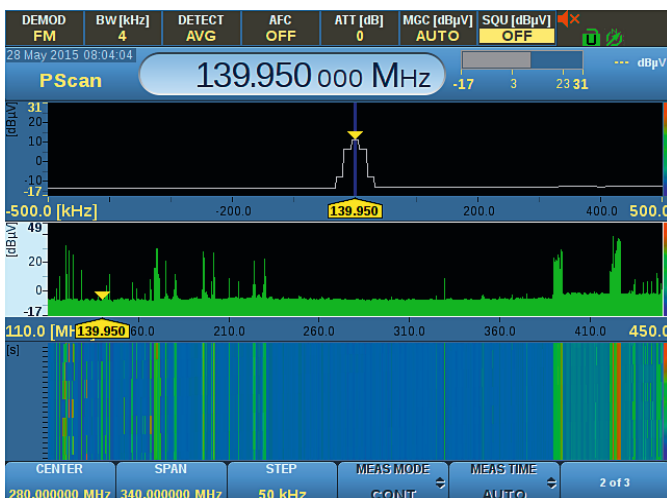 DEMOD BW [kHz] DETECT AFC ATT [dB] MGC [dBµV] SQU [dBµV]
FM 4 AVG OFF 0 AUTO OFF
28 May 2015 08:04:04
PScan 139.950 000 MHz
--- dBµV
-17 3 23 31
[dBµV]
31
20
10
0
-10
-17
-500.0 [kHz] -200.0 139.950 200.0 400.0 500.0
[dBµV]
49
20
0
-17
110.0 139.950 210.0 260.0 310.0 360.0 410.0 450.0
[s]
CENTER SPAN STEP MEAS MODE MEAS TIME
280.000000 MHz 340.000000 MHz 50 kHz CONT AUTO
2 of 3